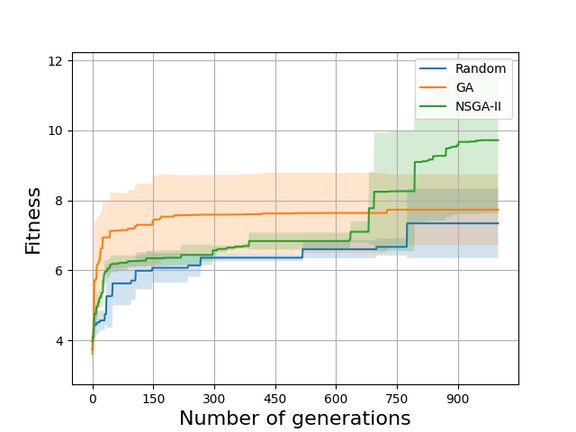 12
10
8
6
4
Fitness
Random
GA
NSGA-II
0 150 300 450 600 750 900
Number of generations